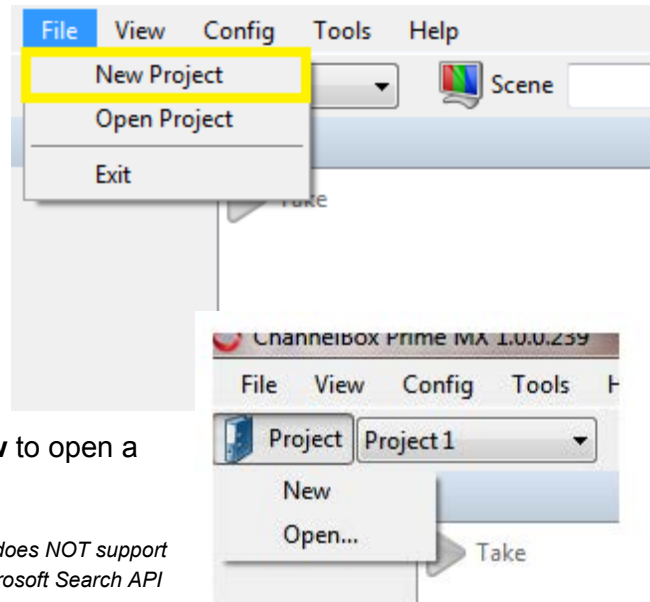 File View Config Tools Help
New Project
Scene
Open Project
Exit
Take
ChannelBox Prime MX 1.0.0.239
File View Config Tools H
Project Project 1
New
Open...
Take
w to open a
does NOT support
rosoft Search API